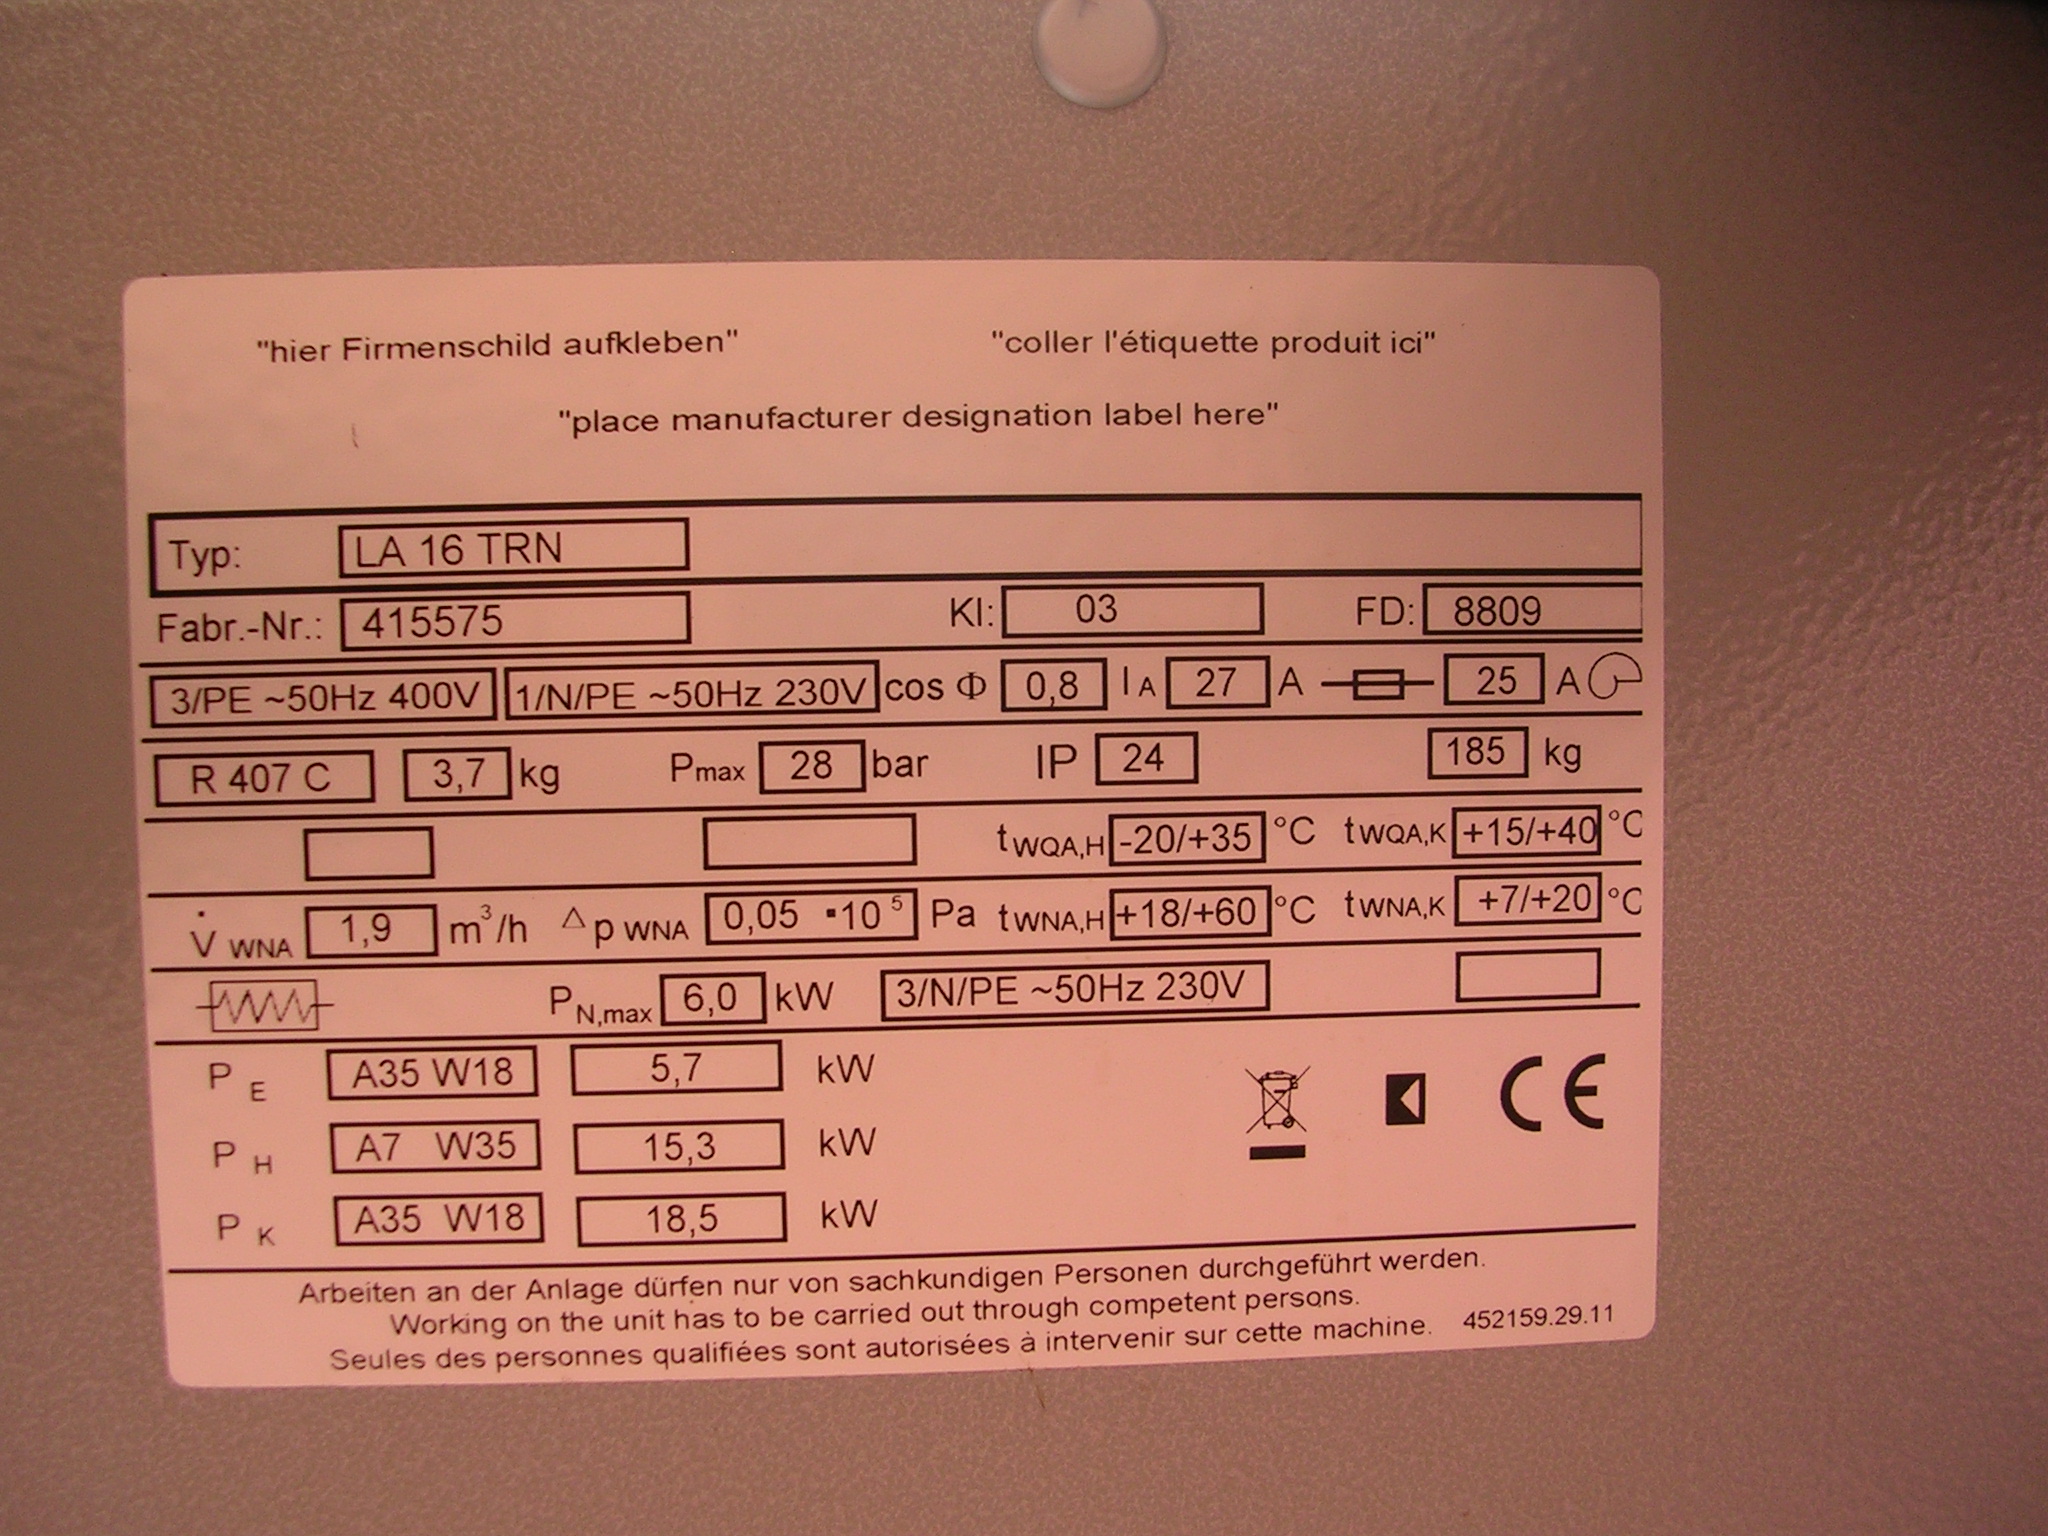 "hier Firmenschild aufkleben" "coller l'étiquette produit ici"
"place manufacturer designation label here"
Typ: LA 16 TRN
Fabr.-Nr.: 415575 KI: 03 FD: 8809
3/PE ~50Hz 400V 1/N/PE ~50Hz 230V cos Φ 0,8 I A 27 A 25 A
R 407 C 3,7 kg Pmax 28 bar IP 24 185 kg
tWQA,H -20/+35 °C tWQA,K +15/+40 °C
V̇ WNA 1,9 m³/h Δp WNA 0,05 ▪10⁵ Pa tWNA,H +18/+60 °C tWNA,K +7/+20 °C
PN,max 6,0 kW 3/N/PE ~50Hz 230V
P E A35 W18 5,7 kW
P H A7 W35 15,3 kW
P K A35 W18 18,5 kW
CE
Arbeiten an der Anlage dürfen nur von sachkundigen Personen durchgeführt werden.
Working on the unit has to be carried out through competent persons.
Seules des personnes qualifiées sont autorisées à intervenir sur cette machine. 452159.29.11